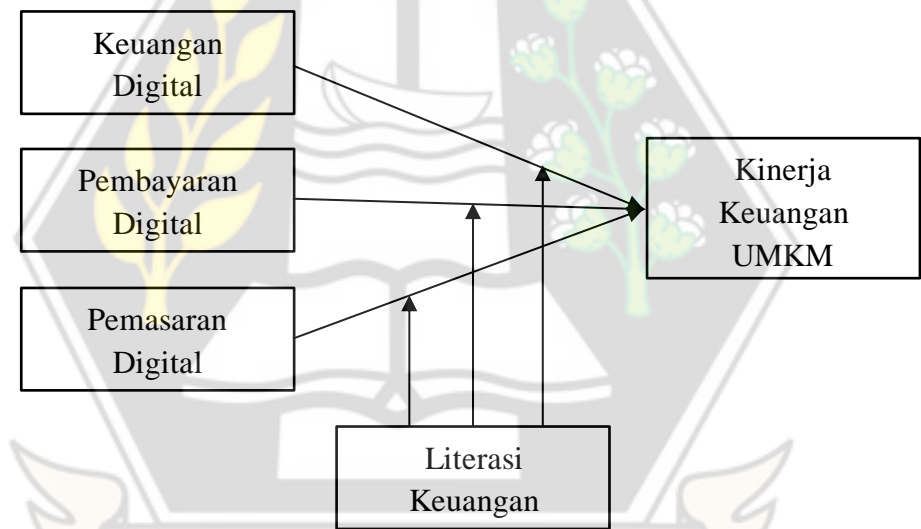 Keuangan
Digital
Pembayaran
Digital
Pemasaran
Digital
Kinerja
Keuangan
UMKM
Literasi
Keuangan